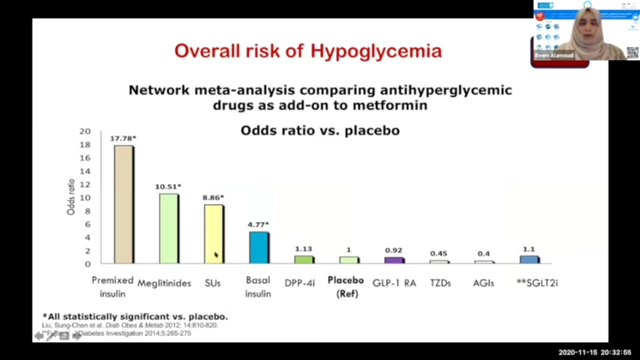 Overall risk of Hypoglycemia
Network meta-analysis comparing antihyperglycemic
drugs as add-on to metformin
Odds ratio vs. placebo
Odds ratio
20
18
16
14
12
10
8
6
4
2
0
17.78*
10.51*
8.86*
4.77*
1.13
1
0.92
0.45
0.4
1.1
Premixed
insulin
Meglitinides
SUs
Basal
insulin
DPP-4i
Placebo
(Ref)
GLP-1 RA
TZDs
AGIs
**SGLT2i
*All statistically significant vs. placebo.
Liu, Sung-Chen et al. Diab Obes & Metab 2012; 14:810-820.
Diabetes Investigation 2014;5:265-275
2020-11-15 20:32:55